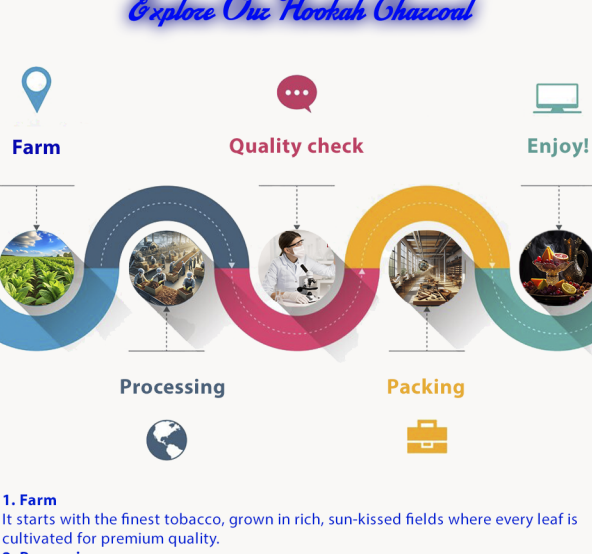 Explore Our Hookah Charcoal
Farm
Quality check
Enjoy!
Processing
Packing
1. Farm
It starts with the finest tobacco, grown in rich, sun-kissed fields where every leaf is
cultivated for premium quality.